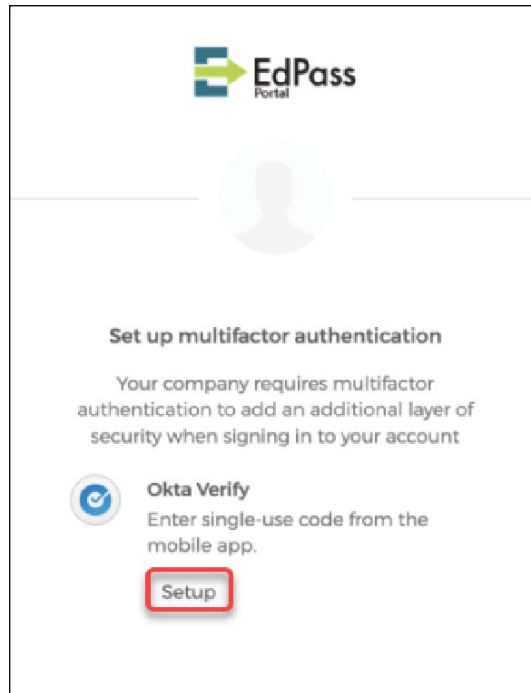 EdPass
Portal
Set up multifactor authentication
Your company requires multifactor
authentication to add an additional layer of
security when signing in to your account
Okta Verify
Enter single-use code from the
mobile app.
Setup